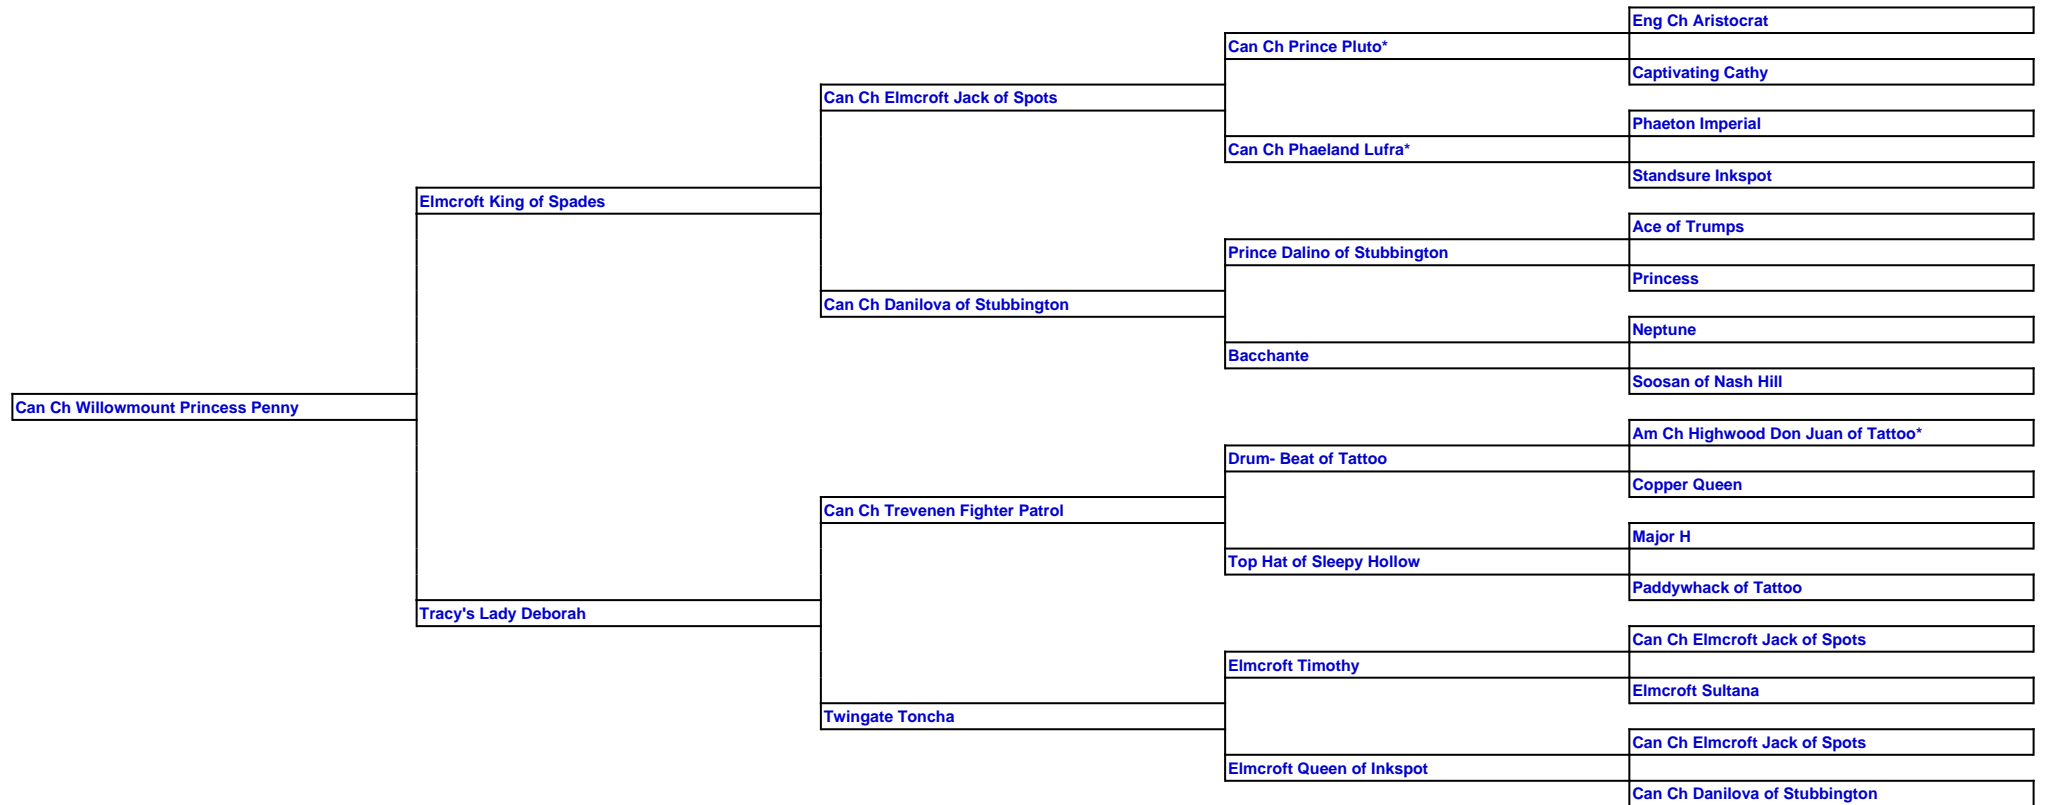 Eng Ch Aristocrat
Can Ch Prince Pluto*
Captivating Cathy
Can Ch Elmcroft Jack of Spots
Phaeton Imperial
Can Ch Phaeland Lufra*
Standsure Inkspot
Elmcroft King of Spades
Ace of Trumps
Prince Dalino of Stubbington
Princess
Can Ch Danilova of Stubbington
Neptune
Bacchante
Soosan of Nash Hill
Can Ch Willowmount Princess Penny
Am Ch Highwood Don Juan of Tattoo*
Drum- Beat of Tattoo
Copper Queen
Can Ch Trevenen Fighter Patrol
Major H
Top Hat of Sleepy Hollow
Paddywhack of Tattoo
Tracy's Lady Deborah
Can Ch Elmcroft Jack of Spots
Elmcroft Timothy
Elmcroft Sultana
Twingate Toncha
Can Ch Elmcroft Jack of Spots
Elmcroft Queen of Inkspot
Can Ch Danilova of Stubbington